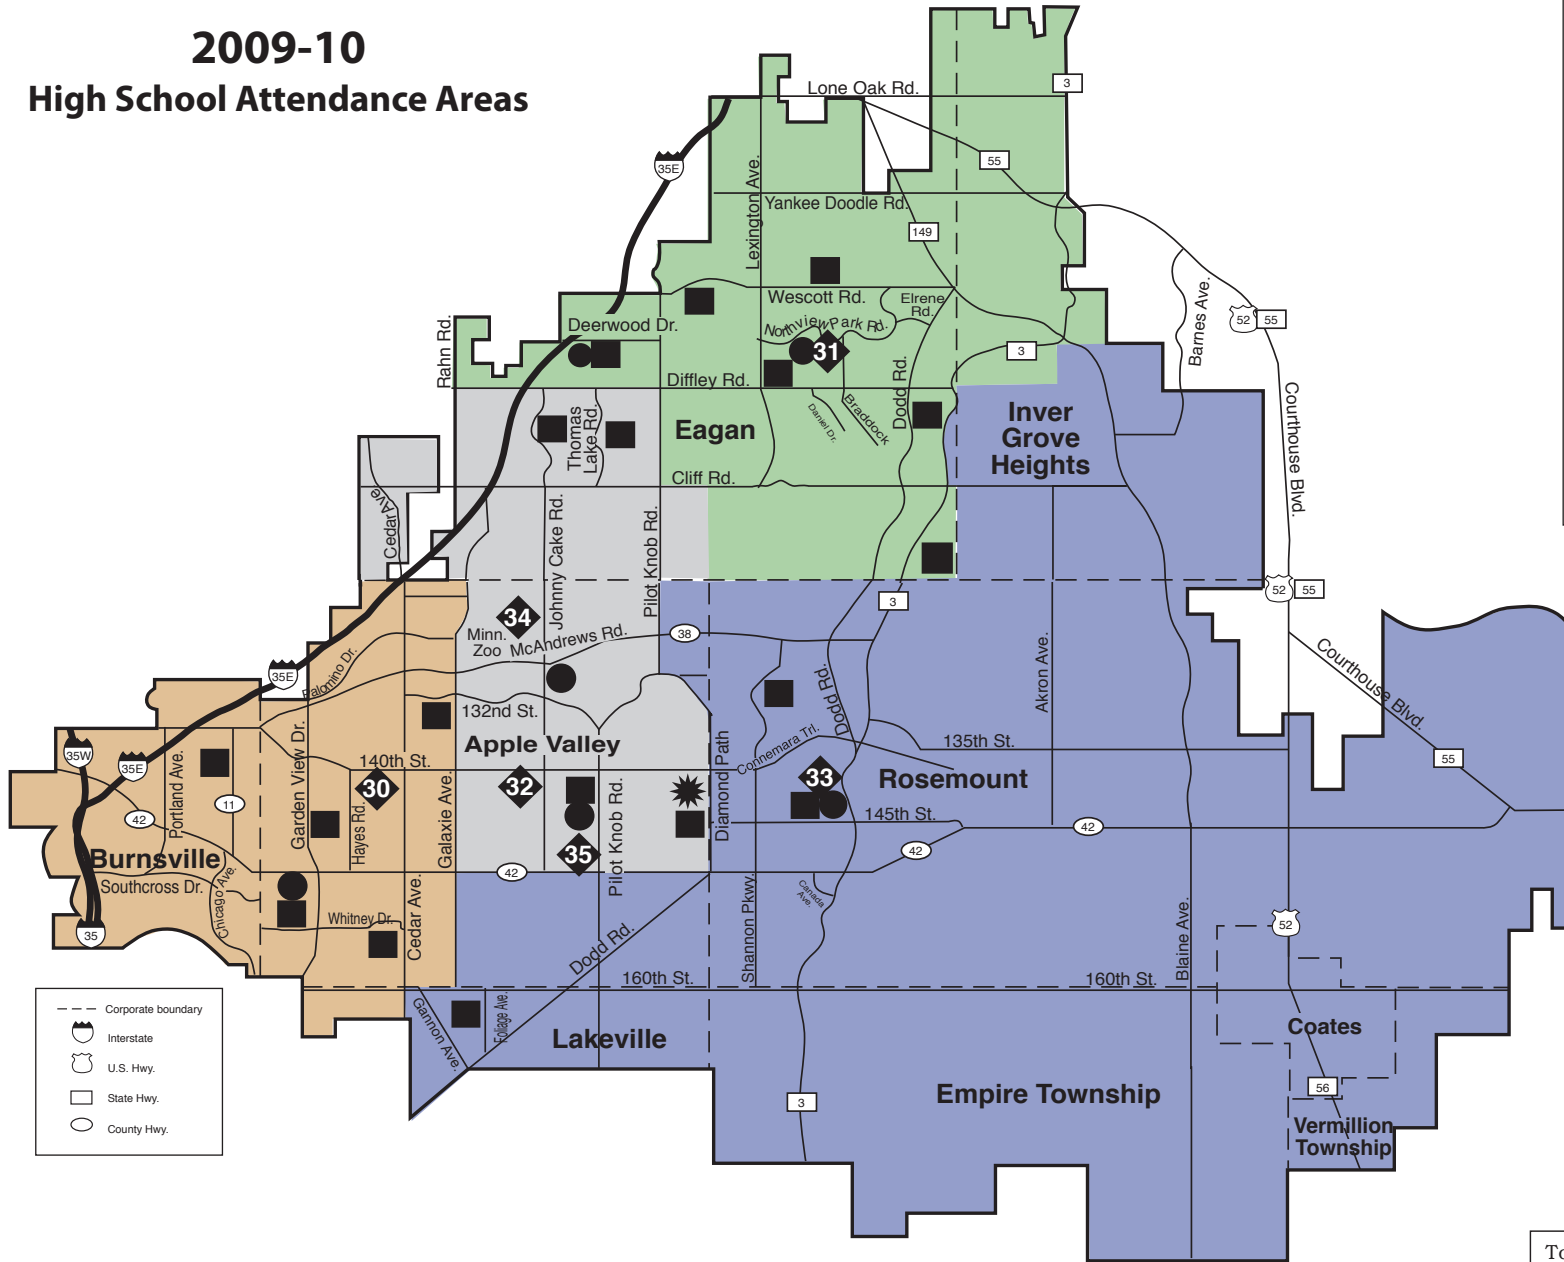 2009-10
High School Attendance Areas
Lone Oak Rd.
3
35E
55
Lexington Ave.
Yankee Doodle Rd.
149
Wescott Rd.
Elrene
Rd.
Barnes Ave.
52
55
Deerwood Dr.
Northview Park Rd.
31
3
Rahn Rd.
Diffley Rd.
Dodd Rd.
Daniel Dr.
Braddock
Courthouse Blvd.
Thomas
Lake Rd.
Eagan
Inver
Grove
Heights
Cliff Rd.
Cedar Ave
Johnny Cake Rd.
Pilot Knob Rd.
52
55
34
3
Minn.
Zoo
McAndrews Rd.
38
Akron Ave.
Courthouse Blvd.
35E
Palomino Dr.
132nd St.
Dodd Rd.
35W
35E
Apple Valley
135th St.
55
140th St.
Connemara Trl.
Portland Ave.
Garden View Dr.
30
32
Diamond Path
33
Rosemount
11
42
Hayes Rd.
Galaxie Ave.
Pilot Knob Rd.
145th St.
42
Burnsville
35
42
42
Southcross Dr.
Chicago Ave.
Whitney Dr.
Cedar Ave.
Canada
Ave.
Shannon Pkwy.
Blaine Ave.
35
Dodd Rd.
52
160th St.
160th St.
Gannon Ave.
Foliage Ave.
Lakeville
Coates
Corporate boundary
Interstate
U.S. Hwy.
State Hwy.
County Hwy.
3
Empire Township
56
Vermillion
Township
To